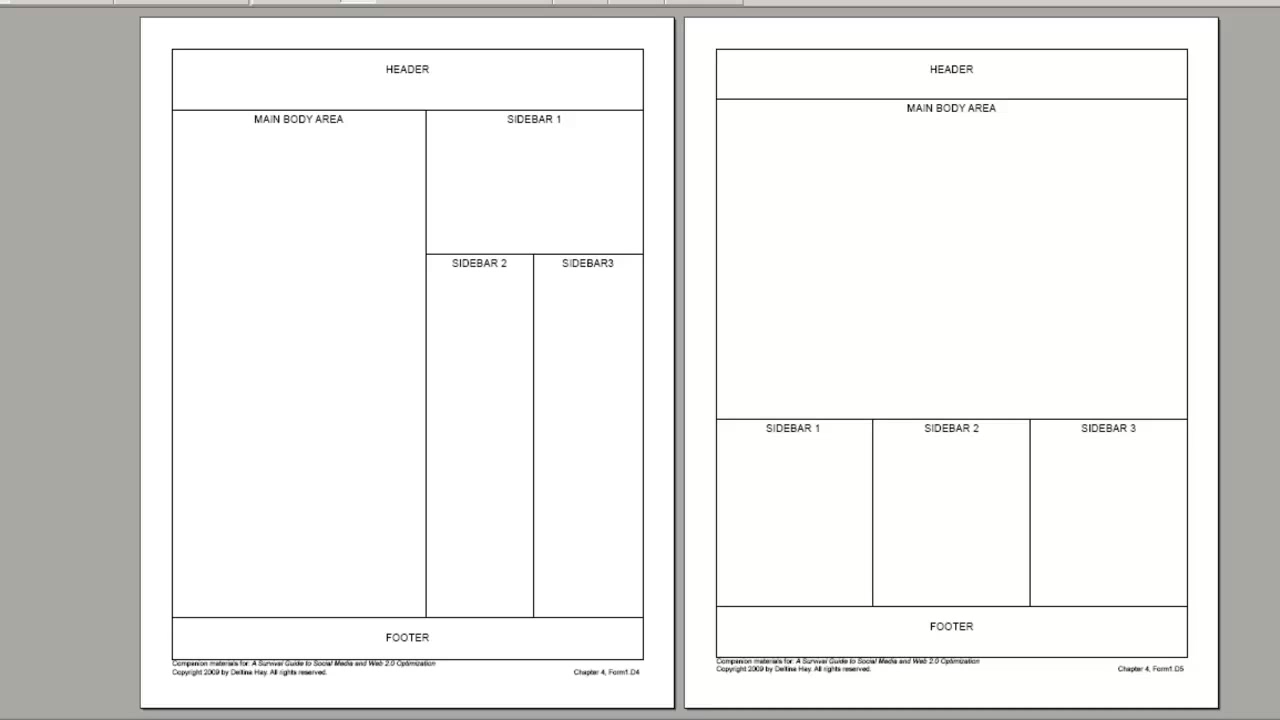 HEADER
MAIN BODY AREA
SIDEBAR 1
SIDEBAR 2
SIDEBAR3
FOOTER
Companion materials for: A Survival Guide to Social Media and Web 2.0 Optimization
Copyright 2009 by Deltina Hay. All rights reserved.
Chapter 4, Form1.D4
HEADER
MAIN BODY AREA
SIDEBAR 1
SIDEBAR 2
SIDEBAR 3
FOOTER
Companion materials for: A Survival Guide to Social Media and Web 2.0 Optimization
Copyright 2009 by Deltina Hay. All rights reserved.
Chapter 4, Form1.D5